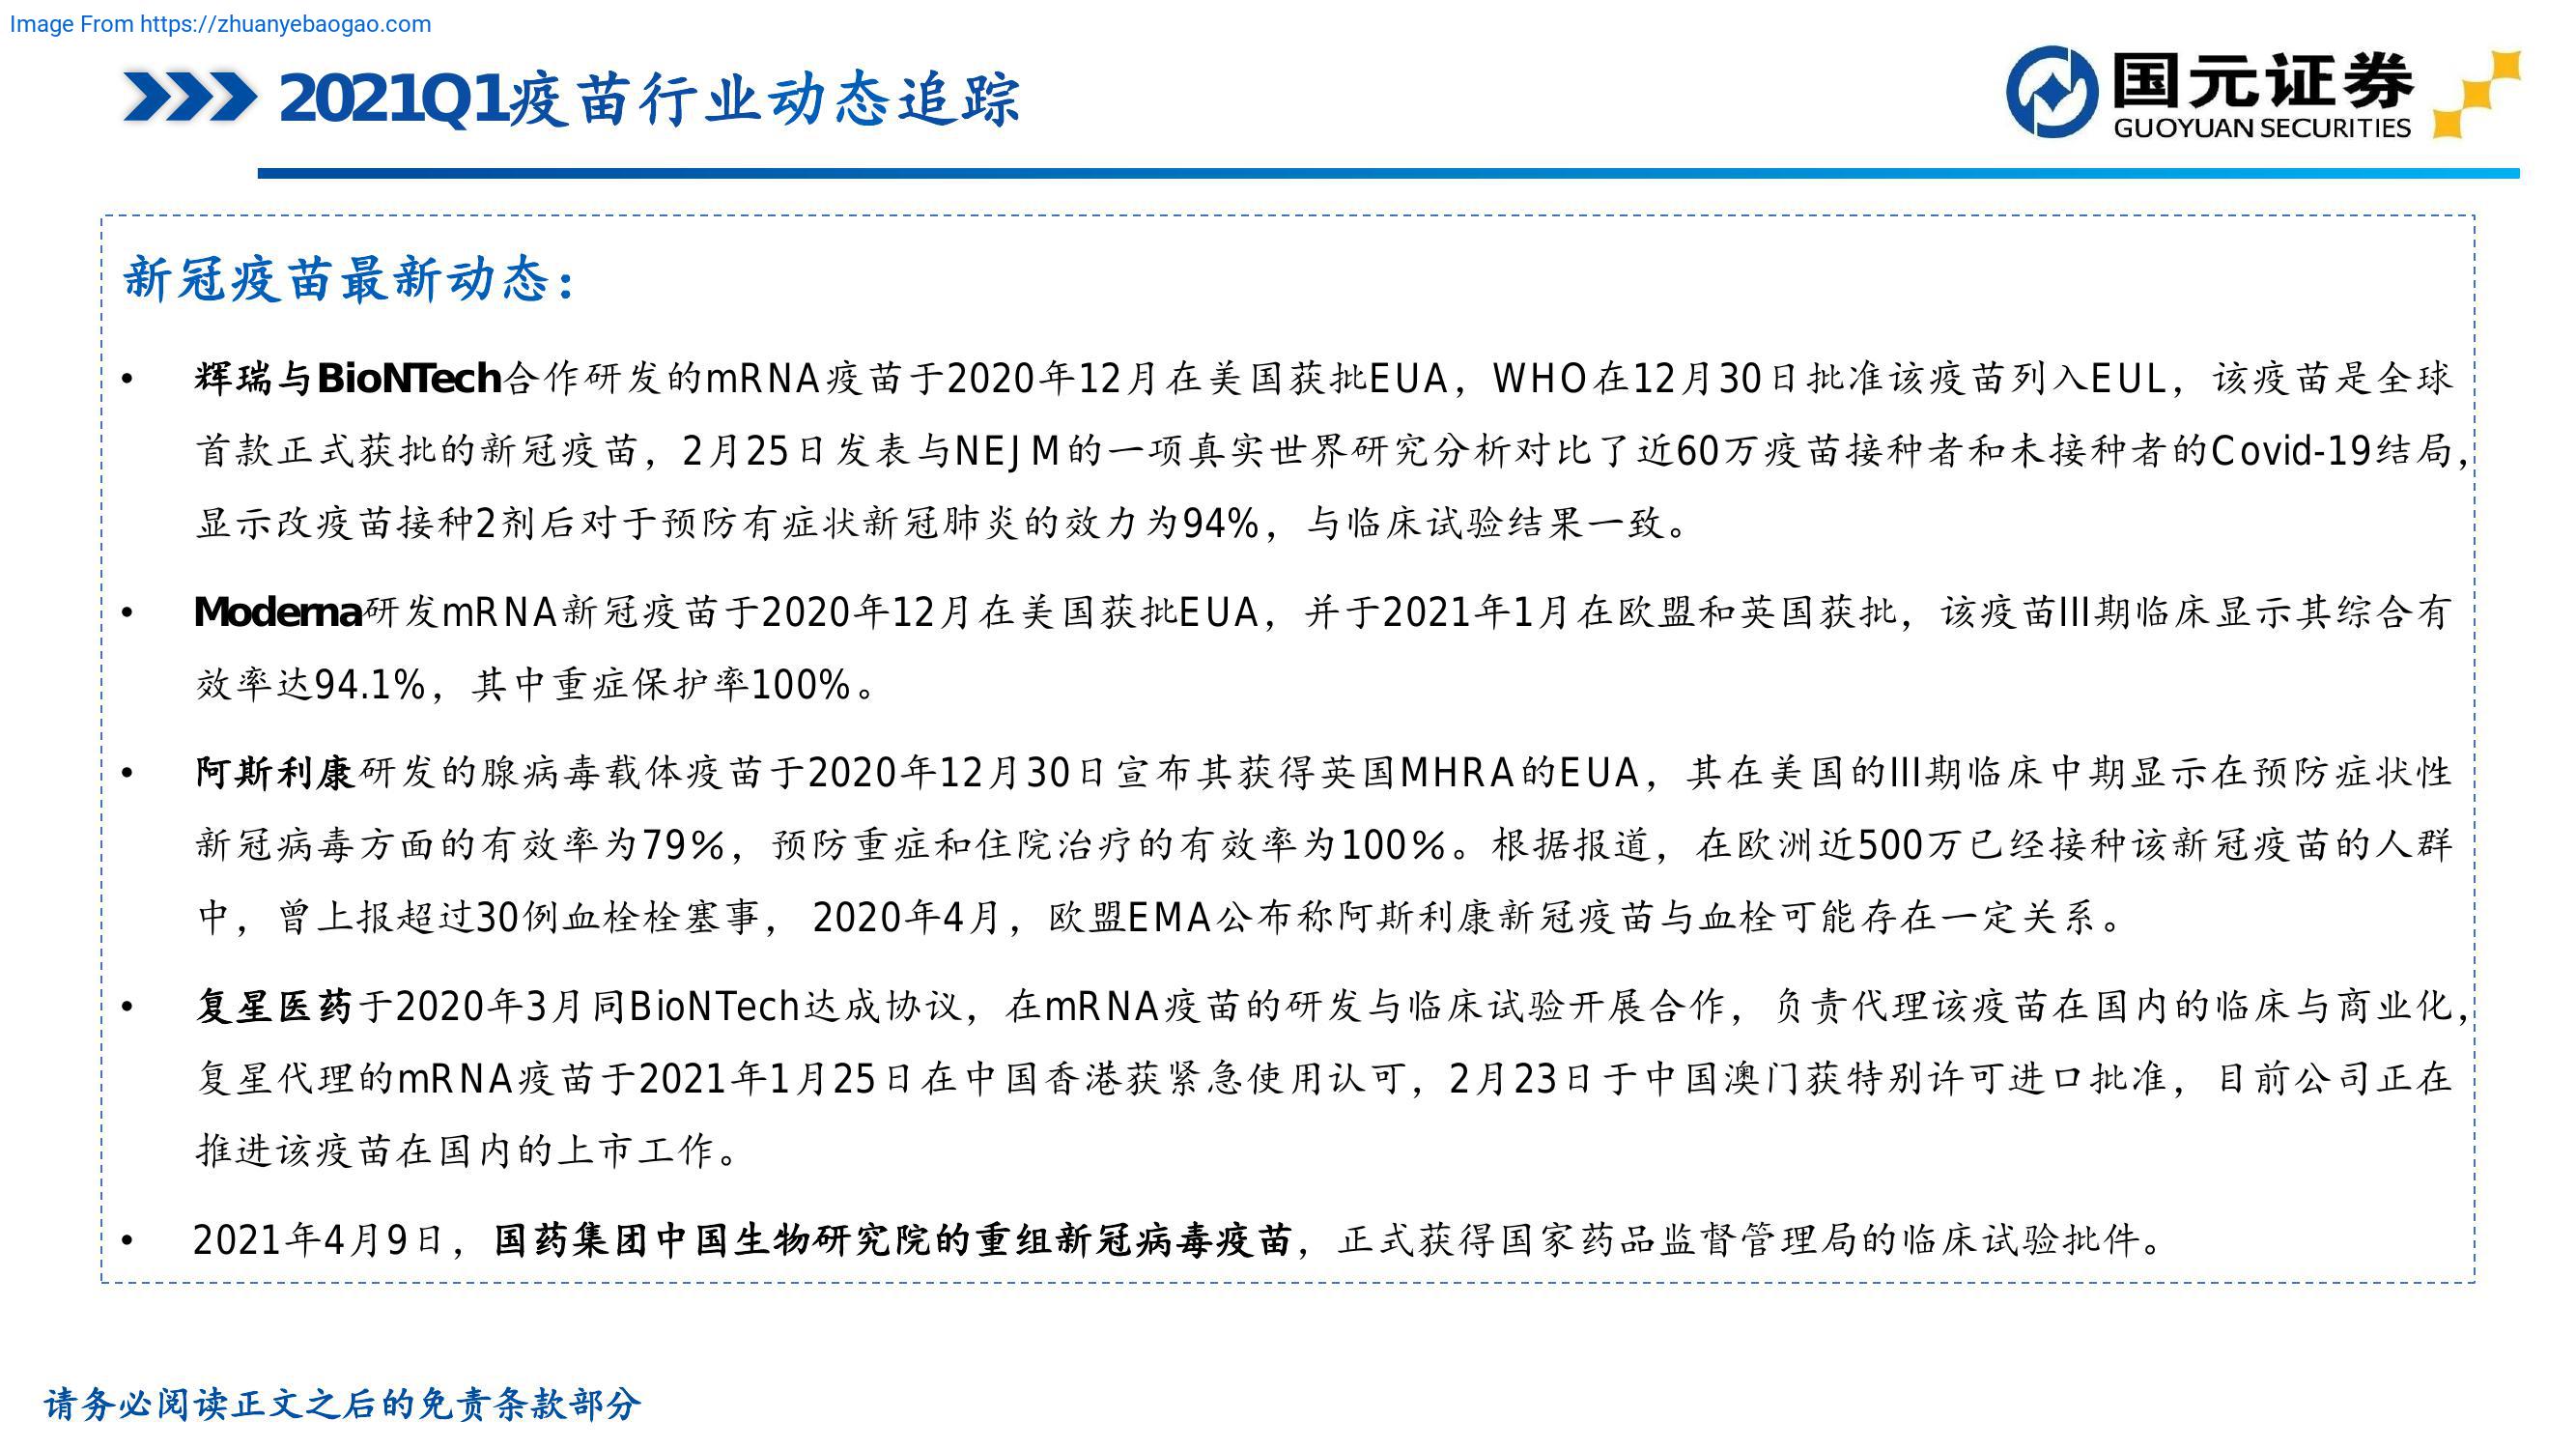 Image From https://zhuanyebaogao.com
2021Q1疫苗行业动态追踪
国元证券
GUOYUAN SECURITIES
新冠疫苗最新动态：
• 辉瑞与BioNTech合作研发的mRNA疫苗于2020年12月在美国获批EUA，WHO在12月30日批准该疫苗列入EUL，该疫苗是全球
首款正式获批的新冠疫苗，2月25日发表与NEJM的一项真实世界研究分析对比了近60万疫苗接种者和未接种者的Covid-19结局，
显示改疫苗接种2剂后对于预防有症状新冠肺炎的效力为94%，与临床试验结果一致。
• Moderna研发mRNA新冠疫苗于2020年12月在美国获批EUA，并于2021年1月在欧盟和英国获批，该疫苗III期临床显示其综合有
效率达94.1%，其中重症保护率100%。
• 阿斯利康研发的腺病毒载体疫苗于2020年12月30日宣布其获得英国MHRA的EUA，其在美国的III期临床中期显示在预防症状性
新冠病毒方面的有效率为79％，预防重症和住院治疗的有效率为100％。根据报道，在欧洲近500万已经接种该新冠疫苗的人群
中，曾上报超过30例血栓栓塞事， 2020年4月，欧盟EMA公布称阿斯利康新冠疫苗与血栓可能存在一定关系。
• 复星医药于2020年3月同BioNTech达成协议，在mRNA疫苗的研发与临床试验开展合作，负责代理该疫苗在国内的临床与商业化，
复星代理的mRNA疫苗于2021年1月25日在中国香港获紧急使用认可，2月23日于中国澳门获特别许可进口批准，目前公司正在
推进该疫苗在国内的上市工作。
• 2021年4月9日，国药集团中国生物研究院的重组新冠病毒疫苗，正式获得国家药品监督管理局的临床试验批件。
请务必阅读正文之后的免责条款部分